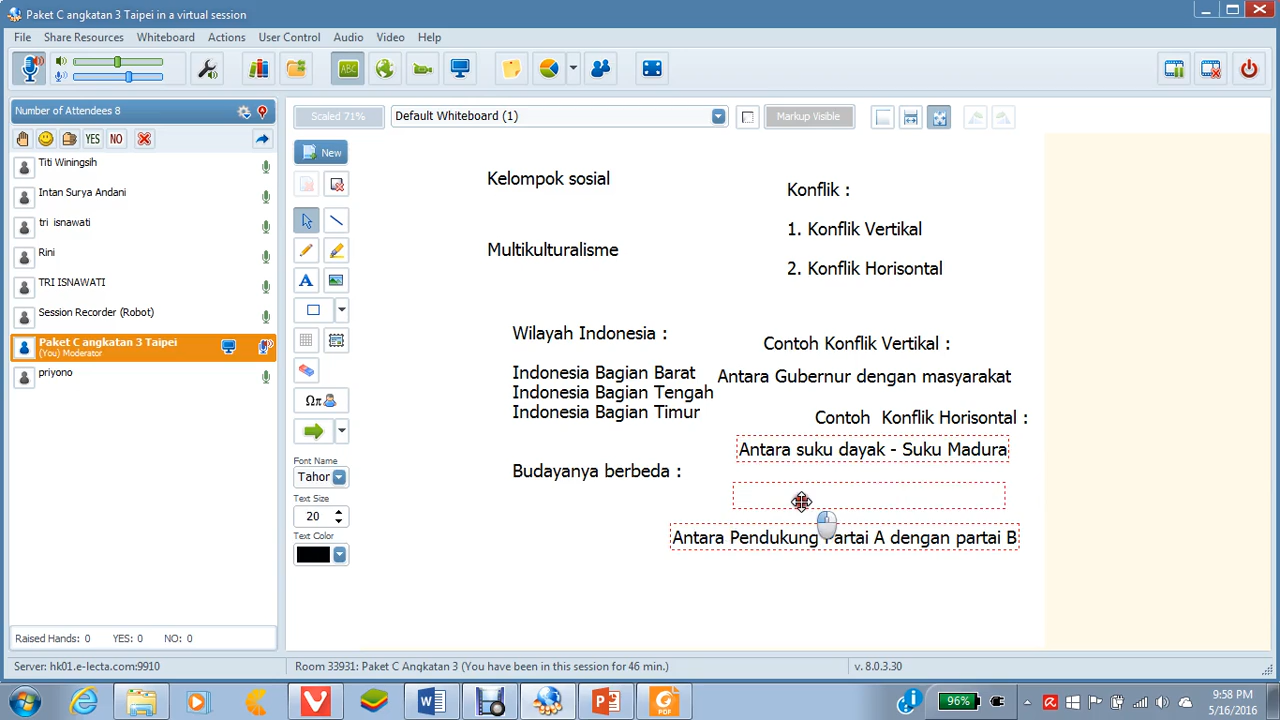 Paket C angkatan 3 Taipei in a virtual session
File Share Resources Whiteboard Actions User Control Audio Video Help
ABC
Number of Attendees 8
YES NO
Titi Winingsih
Intan Surya Andani
tri isnawati
Rini
TRI ISNAWATI
Session Recorder (Robot)
Paket C angkatan 3 Taipei
(You) Moderator
priyono
Raised Hands: 0 YES: 0 NO: 0
Scaled 71% Default Whiteboard (1) Markup Visible
New
A
Ωπ
Font Name
Tahor
Text Size
20
Text Color
Kelompok sosial
Multikulturalisme
Wilayah Indonesia :
Indonesia Bagian Barat
Indonesia Bagian Tengah
Indonesia Bagian Timur
Budayanya berbeda :
Konflik :
1. Konflik Vertikal
2. Konflik Horisontal
Contoh Konflik Vertikal :
Antara Gubernur dengan masyarakat
Contoh Konflik Horisontal :
Antara suku dayak - Suku Madura
Antara Pendukung Partai A dengan partai B
Server: hk01.e-lecta.com:9910 Room 33931: Paket C Angkatan 3 (You have been in this session for 46 min.) v. 8.0.3.30
96%
9:58 PM
5/16/2016
PDF